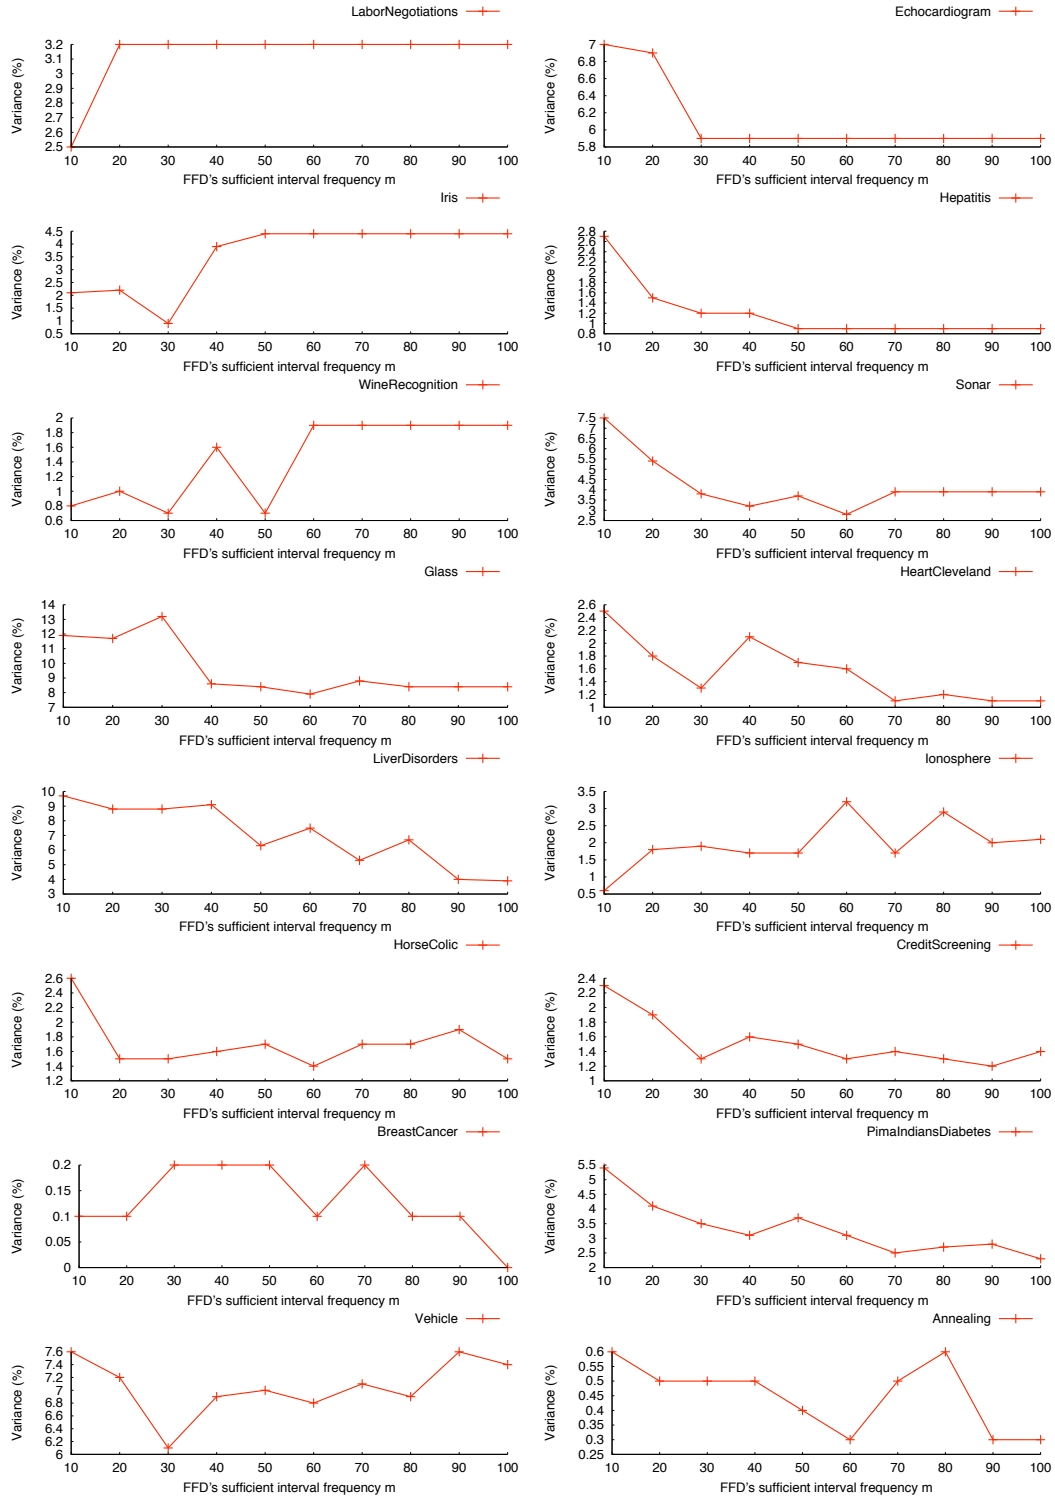 LaborNegotiations
Variance (%)
3.2
3.1
3
2.9
2.8
2.7
2.6
2.5
10 20 30 40 50 60 70 80 90 100
FFD's sufficient interval frequency m
Echocardiogram
Variance (%)
7
6.8
6.6
6.4
6.2
6
5.8
10 20 30 40 50 60 70 80 90 100
FFD's sufficient interval frequency m
Iris
Variance (%)
4.5
4
3.5
3
2.5
2
1.5
1
0.5
10 20 30 40 50 60 70 80 90 100
FFD's sufficient interval frequency m
Hepatitis
Variance (%)
2.8
2.6
2.4
2.2
2
1.8
1.6
1.4
1.2
1
0.8
10 20 30 40 50 60 70 80 90 100
FFD's sufficient interval frequency m
WineRecognition
Variance (%)
2
1.8
1.6
1.4
1.2
1
0.8
0.6
10 20 30 40 50 60 70 80 90 100
FFD's sufficient interval frequency m
Sonar
Variance (%)
7.5
7
6.5
6
5.5
5
4.5
4
3.5
3
2.5
10 20 30 40 50 60 70 80 90 100
FFD's sufficient interval frequency m
Glass
Variance (%)
14
13
12
11
10
9
8
7
10 20 30 40 50 60 70 80 90 100
FFD's sufficient interval frequency m
HeartCleveland
Variance (%)
2.6
2.4
2.2
2
1.8
1.6
1.4
1.2
1
10 20 30 40 50 60 70 80 90 100
FFD's sufficient interval frequency m
LiverDisorders
Variance (%)
10
9
8
7
6
5
4
3
10 20 30 40 50 60 70 80 90 100
FFD's sufficient interval frequency m
Ionosphere
Variance (%)
3.5
3
2.5
2
1.5
1
0.5
10 20 30 40 50 60 70 80 90 100
FFD's sufficient interval frequency m
HorseColic
Variance (%)
2.6
2.4
2.2
2
1.8
1.6
1.4
1.2
10 20 30 40 50 60 70 80 90 100
FFD's sufficient interval frequency m
CreditScreening
Variance (%)
2.4
2.2
2
1.8
1.6
1.4
1.2
1
10 20 30 40 50 60 70 80 90 100
FFD's sufficient interval frequency m
BreastCancer
Variance (%)
0.2
0.15
0.1
0.05
0
10 20 30 40 50 60 70 80 90 100
FFD's sufficient interval frequency m
PimaIndiansDiabetes
Variance (%)
5.5
5
4.5
4
3.5
3
2.5
2
10 20 30 40 50 60 70 80 90 100
FFD's sufficient interval frequency m
Vehicle
Variance (%)
7.6
7.4
7.2
7
6.8
6.6
6.4
6.2
6
10 20 30 40 50 60 70 80 90 100
FFD's sufficient interval frequency m
Annealing
Variance (%)
0.6
0.55
0.5
0.45
0.4
0.35
0.3
0.25
10 20 30 40 50 60 70 80 90 100
FFD's sufficient interval frequency m